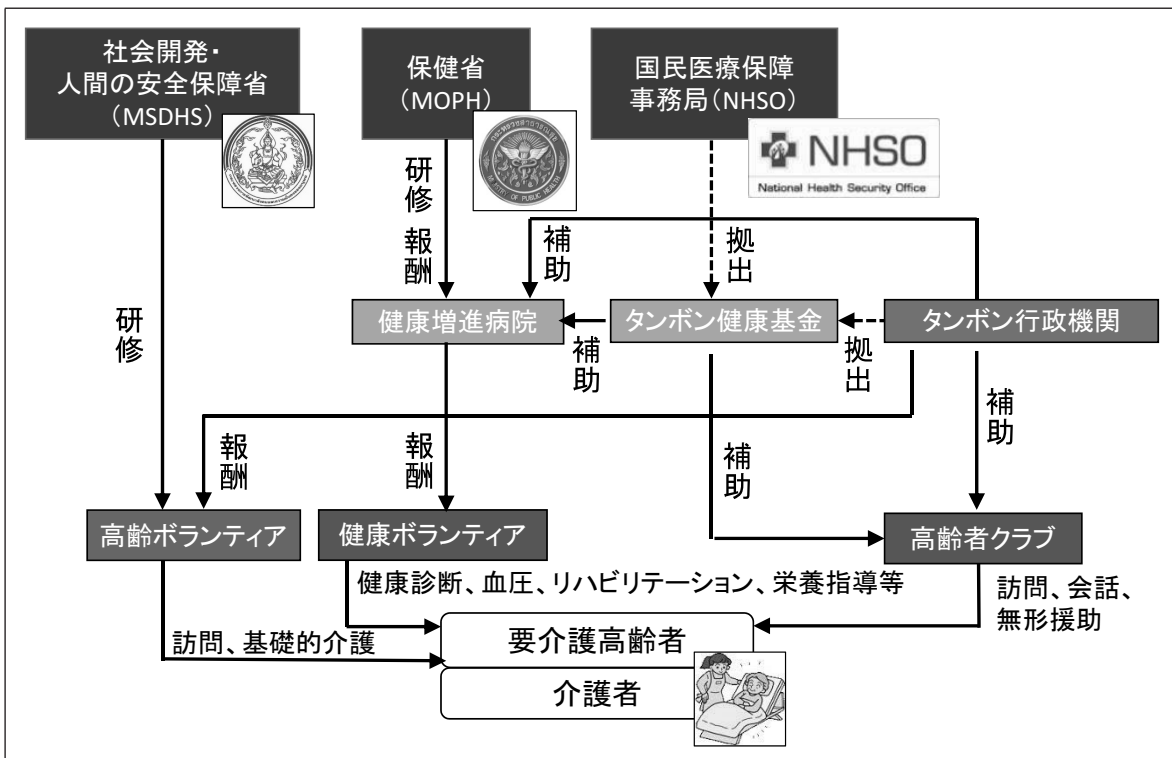 社会開発・
人間の安全保障省
(MSDHS)
保健省
(MOPH)
国民医療保障
事務局(NHSO)
NHSO
National Health Security Office
研修
報酬
補助
拠出
健康増進病院
タンボン健康基金
タンボン行政機関
補助
拠出
研修
報酬
報酬
補助
補助
高齢ボランティア
健康ボランティア
高齢者クラブ
健康診断、血圧、リハビリテーション、栄養指導等
訪問、会話、
無形援助
訪問、基礎的介護
要介護高齢者
介護者